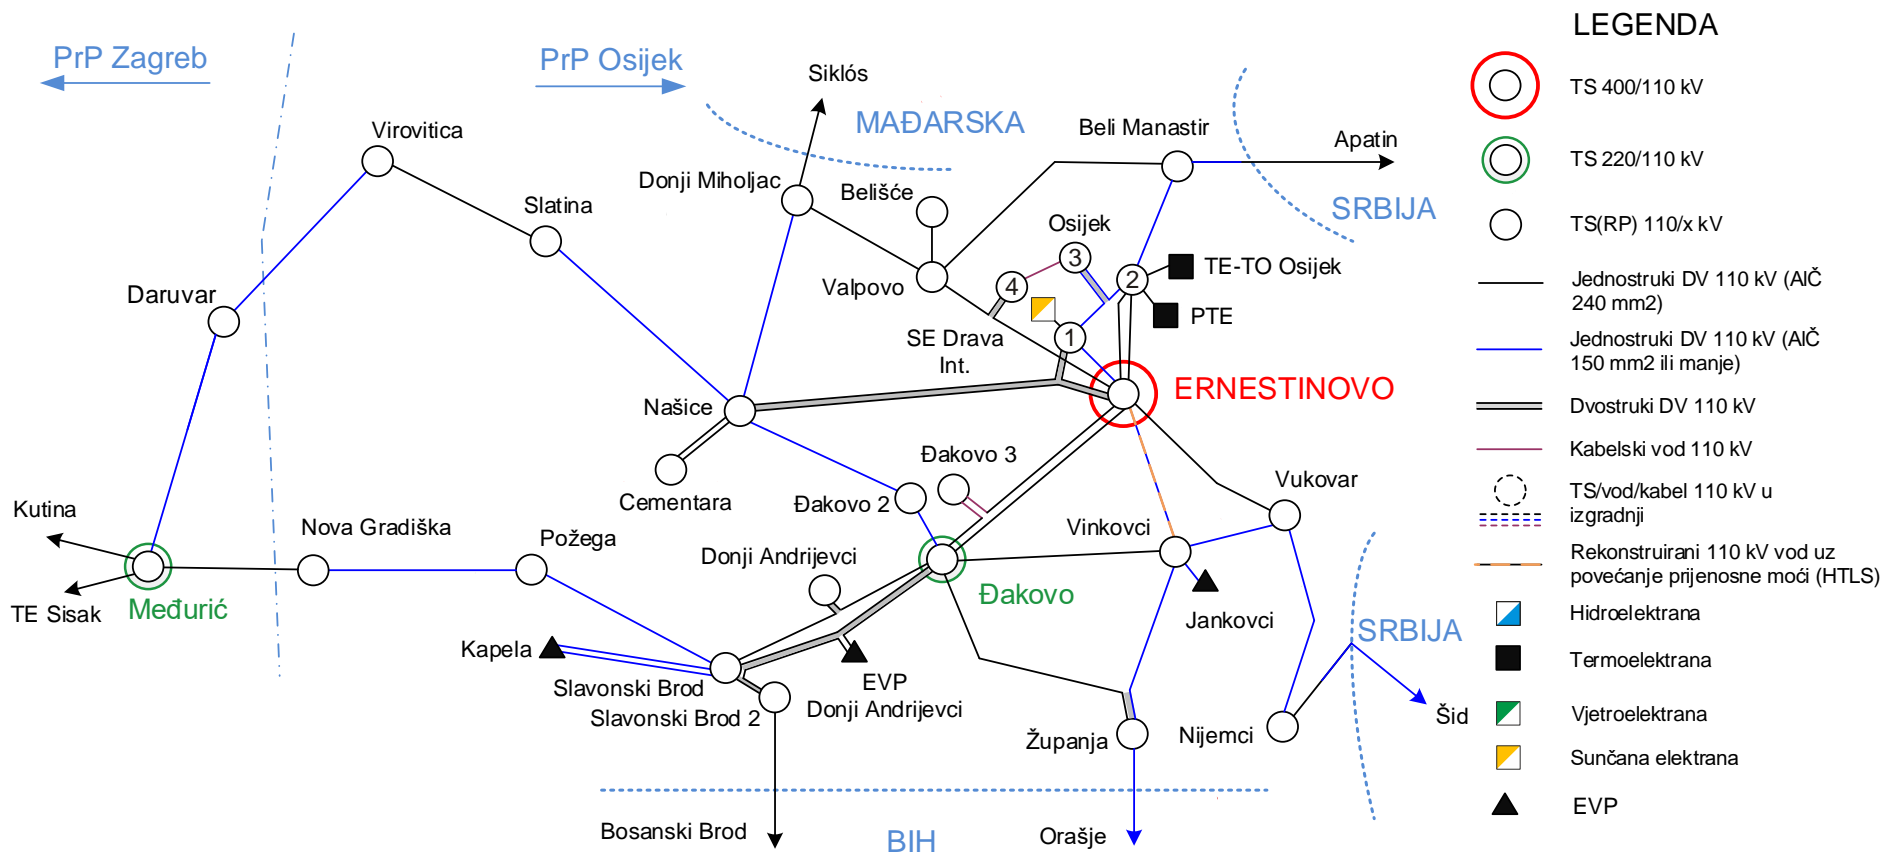 PrP Zagreb
PrP Osijek
Siklós
MAĐARSKA
Beli Manastir
Apatin
SRBIJA
Virovitica
Donji Miholjac
Belišće
Slatina
Osijek
3
4
2
1
TE-TO Osijek
PTE
Valpovo
Daruvar
SE Drava
Int.
ERNESTINOVO
Našice
Cementara
Đakovo 3
Đakovo 2
Vukovar
Vinkovci
Kutina
Nova Gradiška
Požega
Donji Andrijevci
TE Sisak
Međurić
Đakovo
Jankovci
SRBIJA
Kapela
Slavonski Brod
Slavonski Brod 2
EVP
Donji Andrijevci
Županja
Nijemci
Šid
Bosanski Brod
BIH
Orašje
LEGENDA
TS 400/110 kV
TS 220/110 kV
TS(RP) 110/x kV
Jednostruki DV 110 kV (AlČ
240 mm2)
Jednostruki DV 110 kV (AlČ
150 mm2 ili manje)
Dvostruki DV 110 kV
Kabelski vod 110 kV
TS/vod/kabel 110 kV u
izgradnji
Rekonstruirani 110 kV vod uz
povećanje prijenosne moći (HTLS)
Hidroelektrana
Termoelektrana
Vjetroelektrana
Sunčana elektrana
EVP